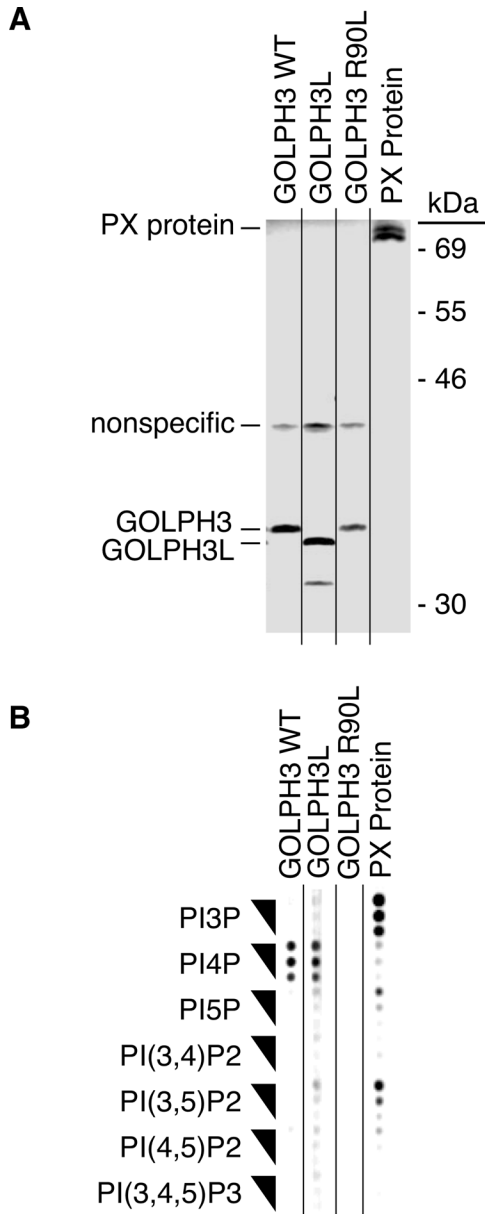 A
GOLPH3 WT
GOLPH3L
GOLPH3 R90L
PX Protein
kDa
PX protein
- 69
- 55
- 46
nonspecific
GOLPH3
GOLPH3L
- 30
B
GOLPH3 WT
GOLPH3L
GOLPH3 R90L
PX Protein
PI3P
PI4P
PI5P
PI(3,4)P2
PI(3,5)P2
PI(4,5)P2
PI(3,4,5)P3